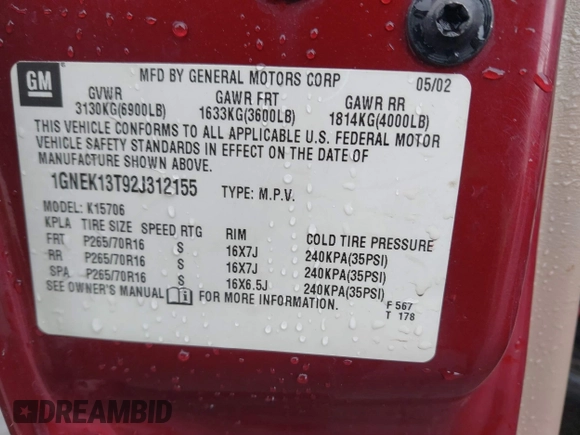 GM
MFD BY GENERAL MOTORS CORP 05/02
GVWR GAWR FRT GAWR RR
3130KG(6900LB) 1633KG(3600LB) 1814KG(4000LB)
THIS VEHICLE CONFORMS TO ALL APPLICABLE U.S. FEDERAL MOTOR
VEHICLE SAFETY STANDARDS IN EFFECT ON THE DATE OF
MANUFACTURE SHOWN ABOVE.
1GNEK13T92J312155 TYPE: M.P.V.
MODEL: K15706
KPLA TIRE SIZE SPEED RTG RIM COLD TIRE PRESSURE
FRT P265/70R16 S 16X7J 240KPA(35PSI)
RR P265/70R16 S 16X7J 240KPA(35PSI)
SPA P265/70R16 S 16X6.5J 240KPA(35PSI)
SEE OWNER'S MANUAL FOR MORE INFORMATION. F 567
T 178
DREAMBID